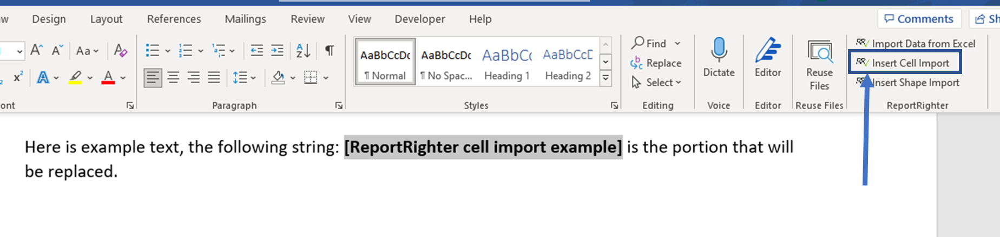 Design Layout References Mailings Review View Developer Help Comments
Aa
AaBbCcDc AaBbCcDc AaBbCc AaBbCcD
¶ Normal ¶ No Spac... Heading 1 Heading 2
Find
Replace
Select
Dictate
Editor
Reuse
Files
Import Data from Excel
Insert Cell Import
Insert Shape Import
Paragraph Styles Editing Voice Editor Reuse Files ReportRighter
Here is example text, the following string: [ReportRighter cell import example] is the portion that will
be replaced.